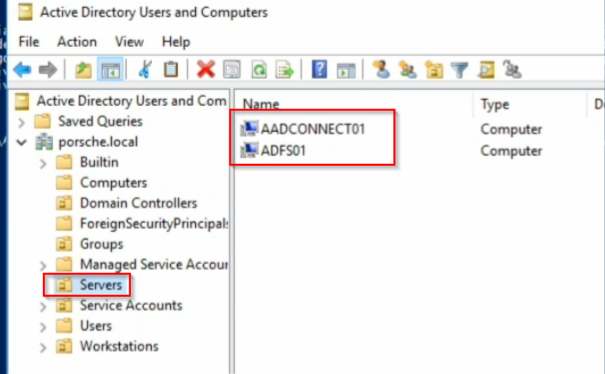 Active Directory Users and Computers
File Action View Help
Active Directory Users and Com
Saved Queries
porsche.local
Builtin
Computers
Domain Controllers
ForeignSecurityPrincipals
Groups
Managed Service Accour
Servers
Service Accounts
Users
Workstations
Name Type D
AADCONNECT01 Computer
ADFS01 Computer